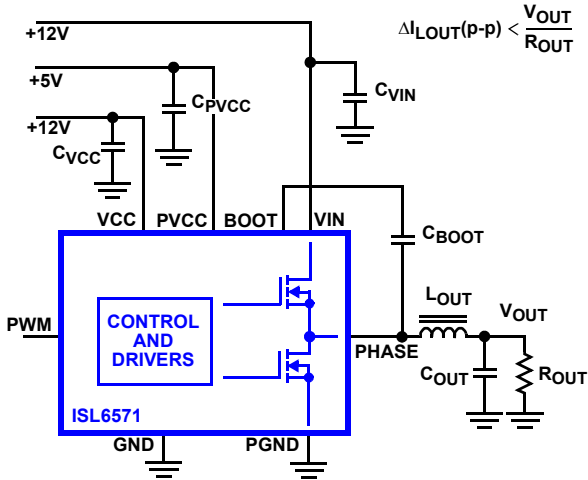 +12V
ΔI_LOUT(p-p) < V_OUT / R_OUT
+5V
C_PVCC
C_VIN
+12V
C_VCC
VCC
PVCC
BOOT
VIN
C_BOOT
CONTROL
AND
DRIVERS
PWM
PHASE
L_OUT
V_OUT
C_OUT
R_OUT
ISL6571
GND
PGND